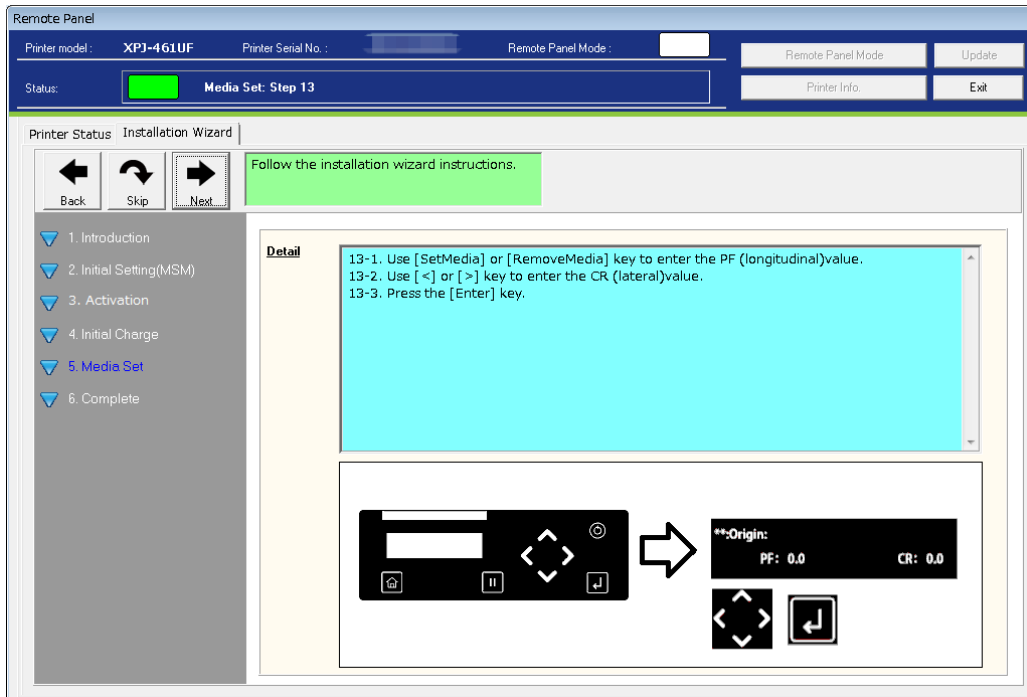 Remote Panel
Printer model :
XPJ-461UF
Printer Serial No. :
Remote Panel Mode :
Remote Panel Mode
Update
Status:
Media Set: Step 13
Printer Info.
Exit
Printer Status
Installation Wizard
Back
Skip
Next
Follow the installation wizard instructions.
1. Introduction
2. Initial Setting(MSM)
3. Activation
4. Initial Charge
5. Media Set
6. Complete
Detail
13-1. Use [SetMedia] or [RemoveMedia] key to enter the PF (longitudinal)value.
13-2. Use [<] or [>] key to enter the CR (lateral)value.
13-3. Press the [Enter] key.
**:Origin:
PF: 0.0
CR: 0.0